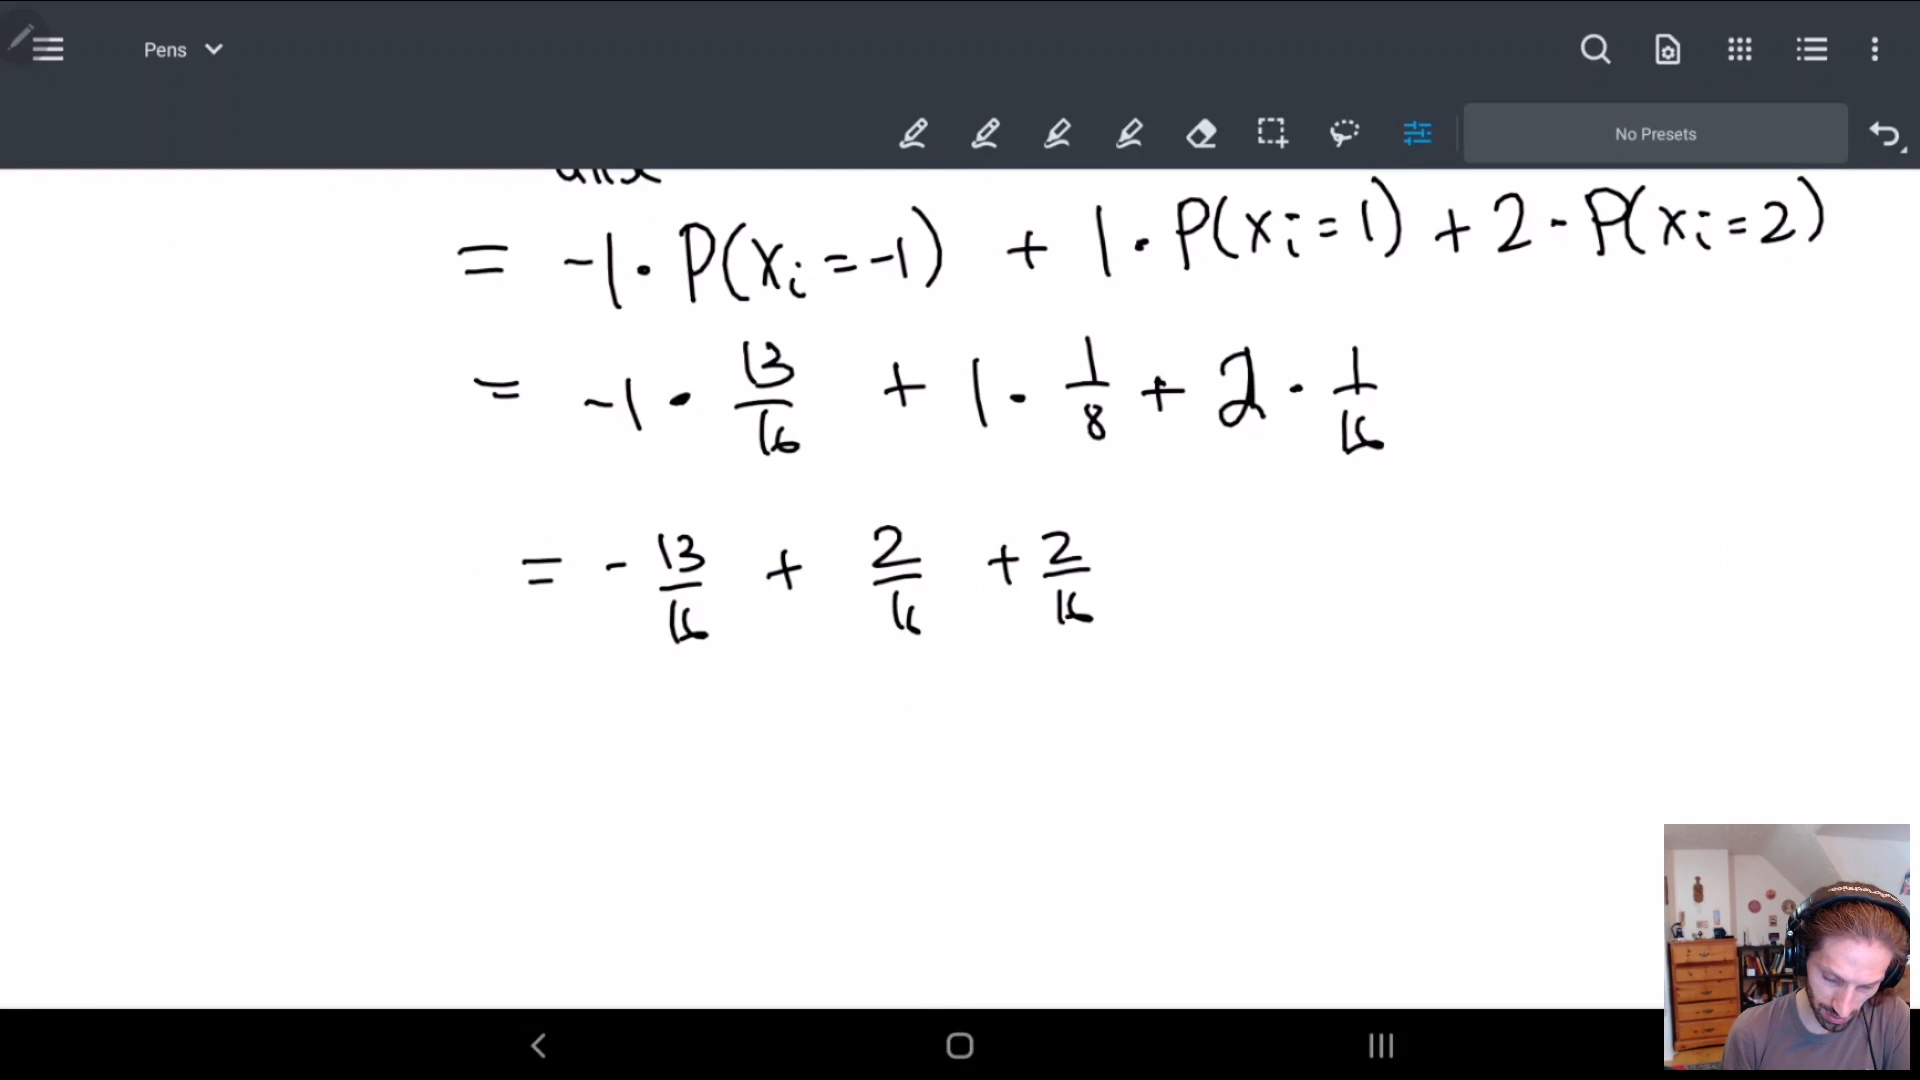 Pens
No Presets
all x
= -1 · P(xᵢ = -1) + 1 · P(xᵢ = 1) + 2 · P(xᵢ = 2)
= -1 · 13/16 + 1 · 1/8 + 2 · 1/16
= - 13/16 + 2/16 + 2/16